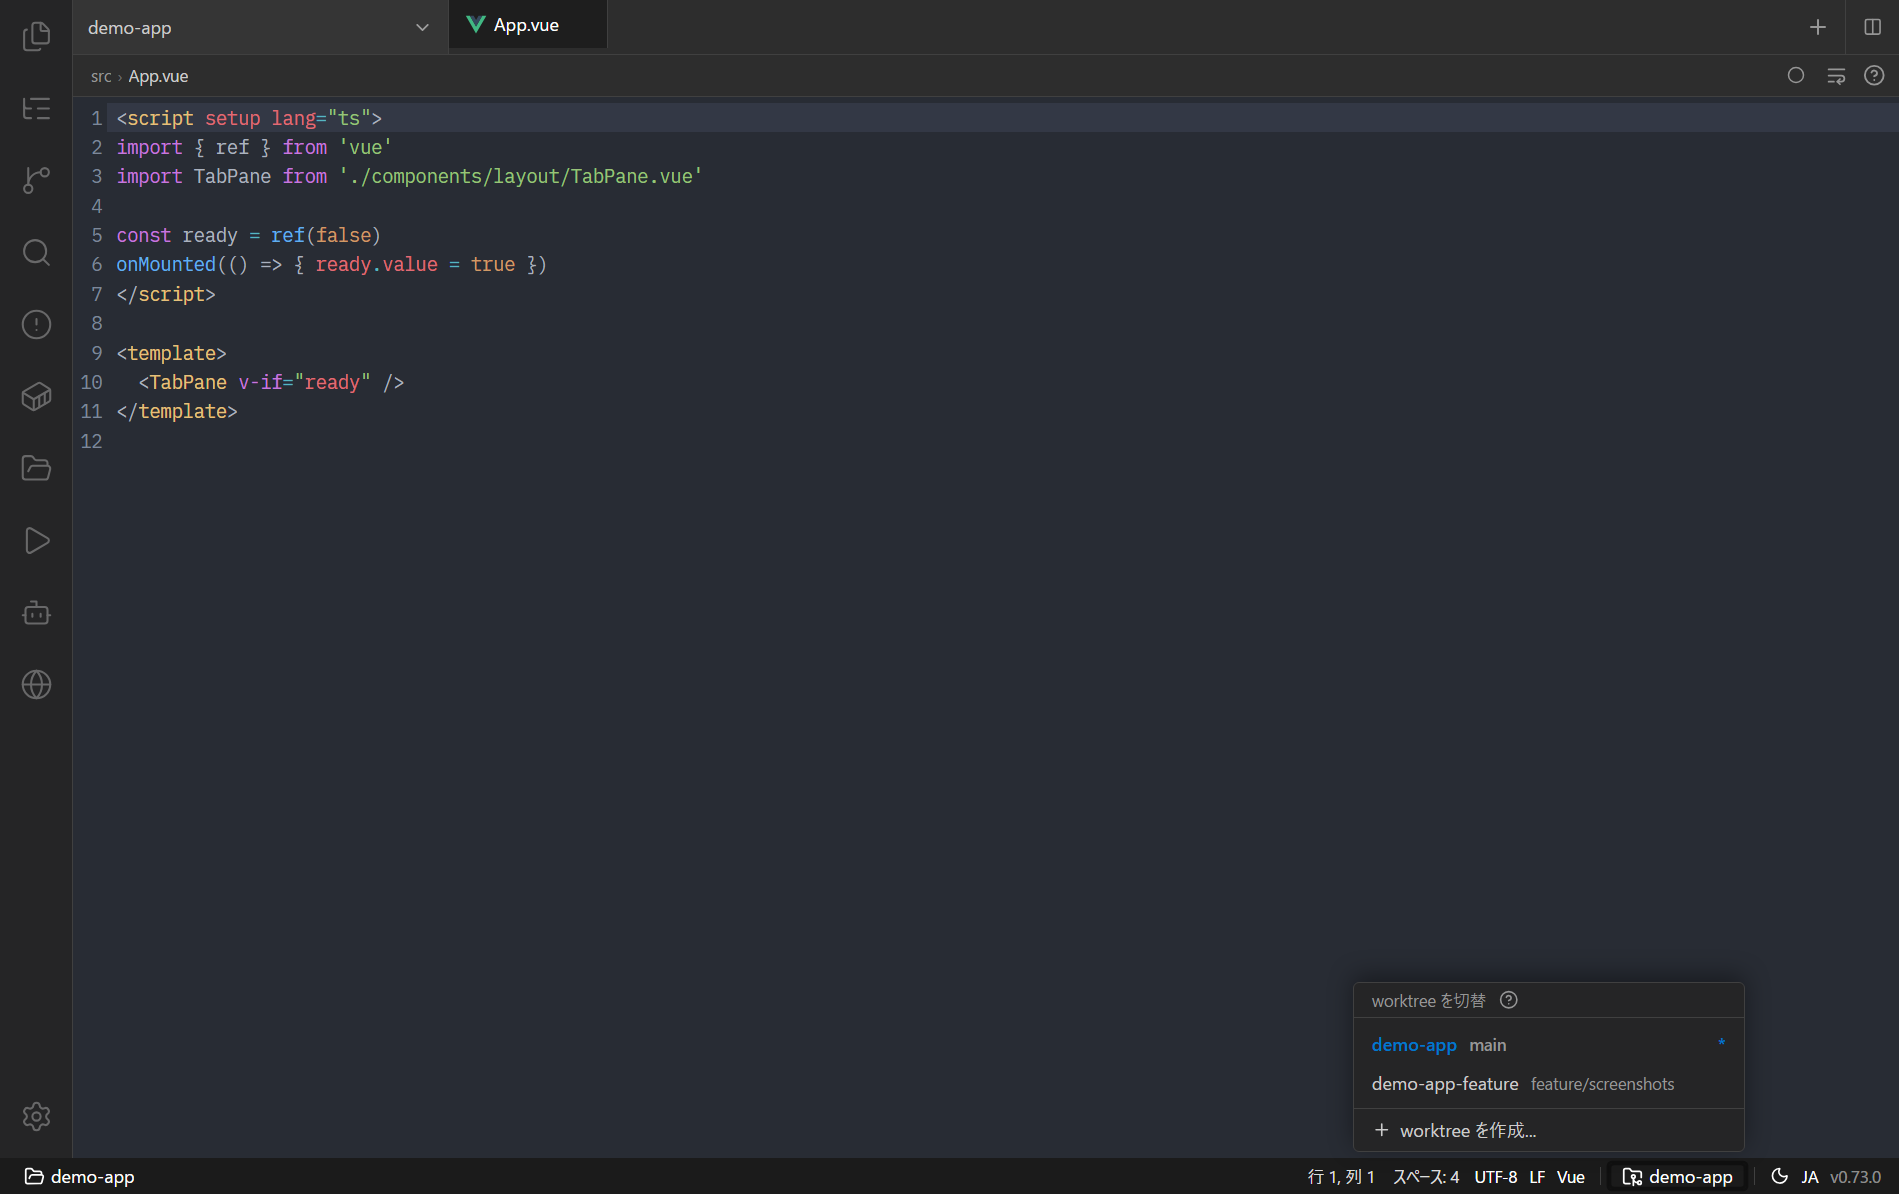 demo-app
App.vue
src › App.vue
1 <script setup lang="ts">
2 import { ref } from 'vue'
3 import TabPane from './components/layout/TabPane.vue'
4
5 const ready = ref(false)
6 onMounted(() => { ready.value = true })
7 </script>
8
9 <template>
10   <TabPane v-if="ready" />
11 </template>
12
worktree を切替
demo-app main *
demo-app-feature feature/screenshots
+ worktree を作成...
demo-app
行 1, 列 1 スペース: 4 UTF-8 LF Vue demo-app JA v0.73.0